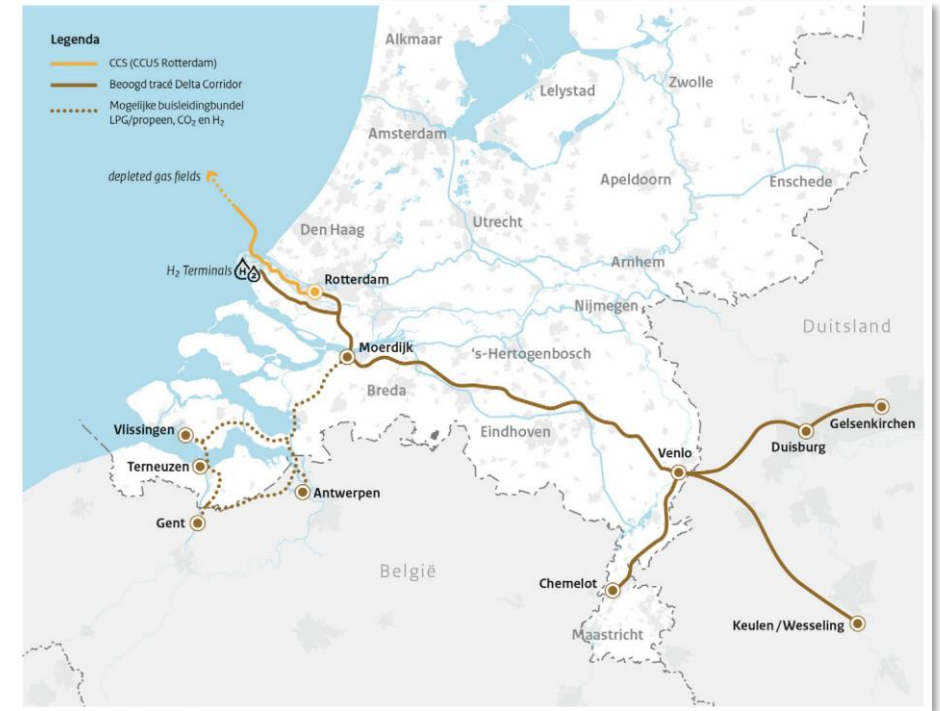 Legenda
CCS (CCUS Rotterdam)
Beoogd tracé Delta Corridor
Mogelijke buisleidingbundel
LPG/propeen, CO₂ en H₂
Alkmaar
Zwolle
Lelystad
Amsterdam
depleted gas fields
Apeldoorn
Enschede
Utrecht
Den Haag
Arnhem
H₂ Terminals
H 2
Rotterdam
Nijmegen
Duitsland
Moerdijk
's-Hertogenbosch
Breda
Gelsenkirchen
Vlissingen
Eindhoven
Duisburg
Venlo
Terneuzen
Antwerpen
Gent
België
Chemelot
Keulen/Wesseling
Maastricht